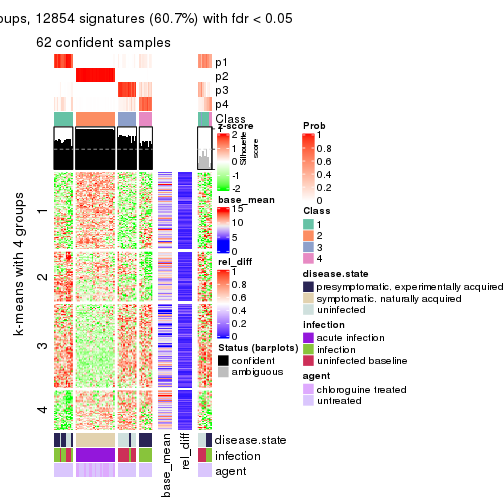 oups, 12854 signatures (60.7%) with fdr < 0.05
62 confident samples
p1
p2
p3
p4
Class
z-score
2
1
0
-1
-2
Silhouette
score
base_mean
15
10
5
0
rel_diff
1
0.8
0.6
0.4
0.2
0
Status (barplots)
confident
ambiguous
Prob
1
0.8
0.6
0.4
0.2
0
Class
1
2
3
4
disease.state
presymptomatic. experimentally acquired
symptomatic. naturally acquired
uninfected
infection
acute infection
infection
uninfected baseline
agent
chloroguine treated
untreated
k-means with 4 groups
1
2
3
4
disease.state
infection
agent
base_mean
rel_diff